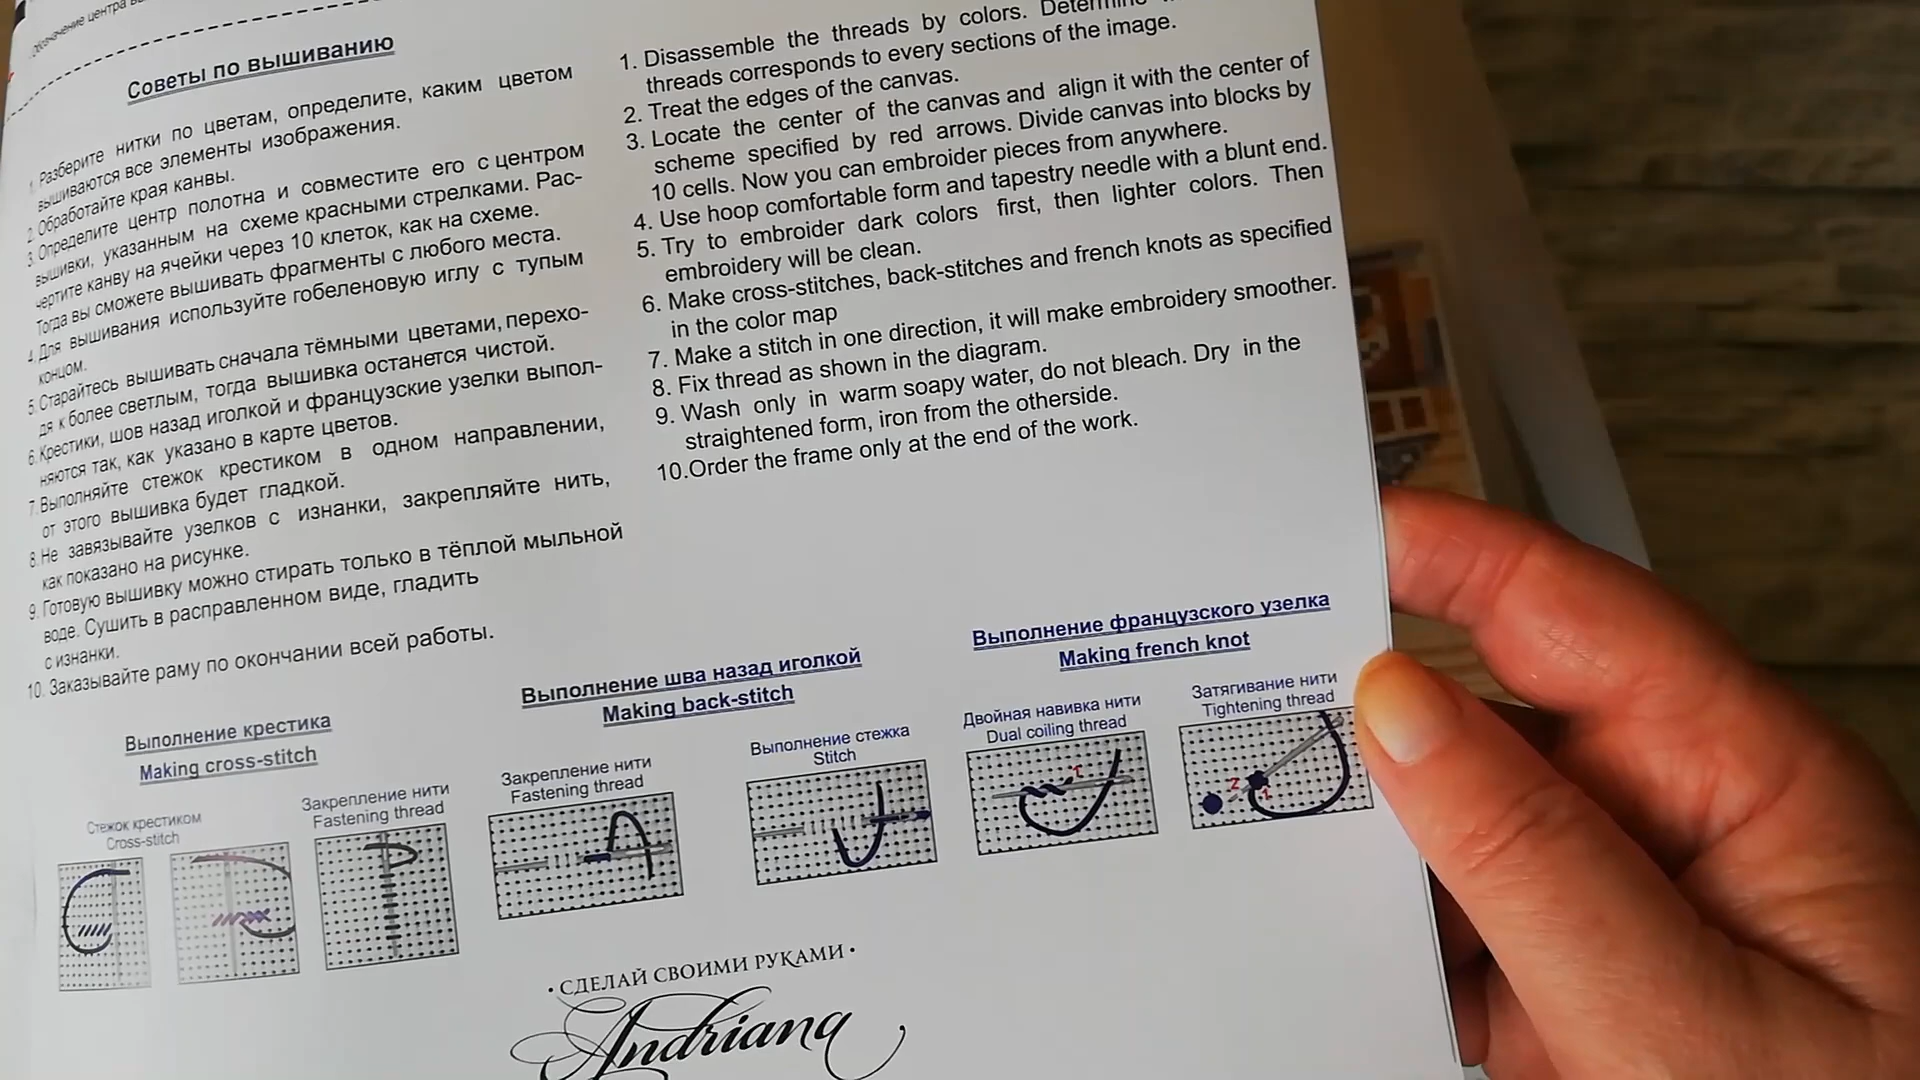 Обозначение центра
Советы по вышиванию
1. Разберите нитки по цветам, определите, каким цветом
вышиваются все элементы изображения.
2. Обработайте края канвы.
3. Определите центр полотна и совместите его с центром
вышивки, указанным на схеме красными стрелками. Рас-
чертите канву на ячейки через 10 клеток, как на схеме.
Тогда вы сможете вышивать фрагменты с любого места.
4. Для вышивания используйте гобеленовую иглу с тупым
концом.
5. Старайтесь вышивать сначала тёмными цветами, перехо-
дя к более светлым, тогда вышивка останется чистой.
6. Крестики, шов назад иголкой и французские узелки выпол-
няются так, как указано в карте цветов.
7. Выполняйте стежок крестиком в одном направлении,
от этого вышивка будет гладкой.
8. Не завязывайте узелков с изнанки, закрепляйте нить,
как показано на рисунке.
9. Готовую вышивку можно стирать только в тёплой мыльной
воде. Сушить в расправленном виде, гладить
с изнанки.
10. Заказывайте раму по окончании всей работы.
1. Disassemble the threads by colors. Determine
threads corresponds to every sections of the image.
2. Treat the edges of the canvas.
3. Locate the center of the canvas and align it with the center of
scheme specified by red arrows. Divide canvas into blocks by
10 cells. Now you can embroider pieces from anywhere.
4. Use hoop comfortable form and tapestry needle with a blunt end.
5. Try to embroider dark colors first, then lighter colors. Then
embroidery will be clean.
6. Make cross-stitches, back-stitches and french knots as specified
in the color map
7. Make a stitch in one direction, it will make embroidery smoother.
8. Fix thread as shown in the diagram.
9. Wash only in warm soapy water, do not bleach. Dry in the
straightened form, iron from the otherside.
10.Order the frame only at the end of the work.
Выполнение крестика
Making cross-stitch
Стежок крестиком
Cross-stitch
Закрепление нити
Fastening thread
Выполнение шва назад иголкой
Making back-stitch
Закрепление нити
Fastening thread
Выполнение стежка
Stitch
Выполнение французского узелка
Making french knot
Двойная навивка нити
Dual coiling thread
1
Затягивание нити
Tightening thread
2
1
• СДЕЛАЙ СВОИМИ РУКАМИ •
Andriana